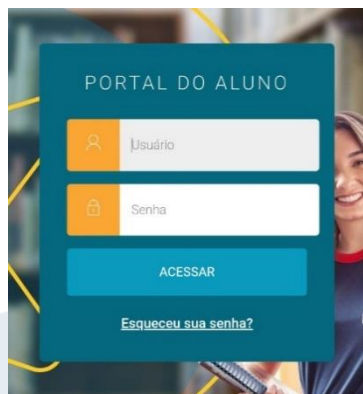 PORTAL DO ALUNO
Usuário
Senha
ACESSAR
Esqueceu sua senha?